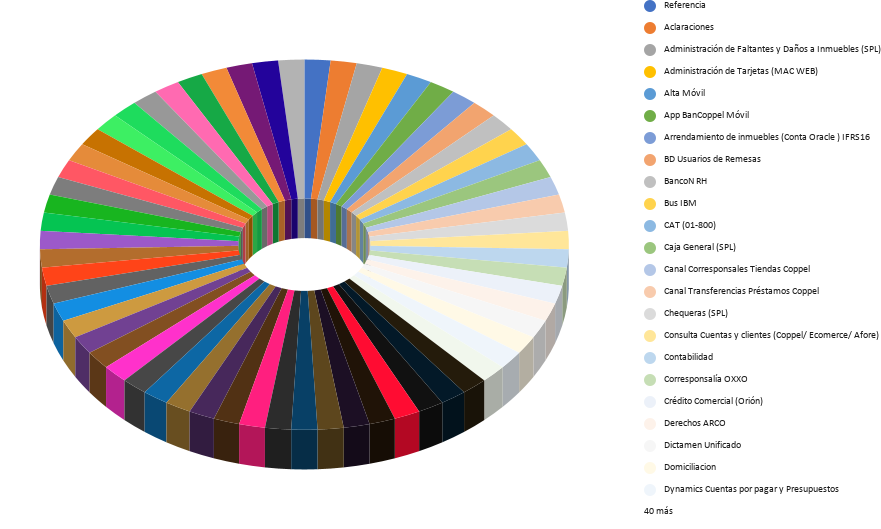 Referencia
Aclaraciones
Administración de Faltantes y Daños a Inmuebles (SPL)
Administración de Tarjetas (MAC WEB)
Alta Móvil
App BanCoppel Móvil
Arrendamiento de inmuebles (Conta Oracle ) IFRS16
BD Usuarios de Remesas
BancoN RH
Bus IBM
CAT (01-800)
Caja General (SPL)
Canal Corresponsales Tiendas Coppel
Canal Transferencias Préstamos Coppel
Chequeras (SPL)
Consulta Cuentas y clientes (Coppel/ Ecomerce/ Afore)
Contabilidad
Corresponsalía OXXO
Crédito Comercial (Orión)
Derechos ARCO
Dictamen Unificado
Domiciliacion
Dynamics Cuentas por pagar y Presupuestos
40 más